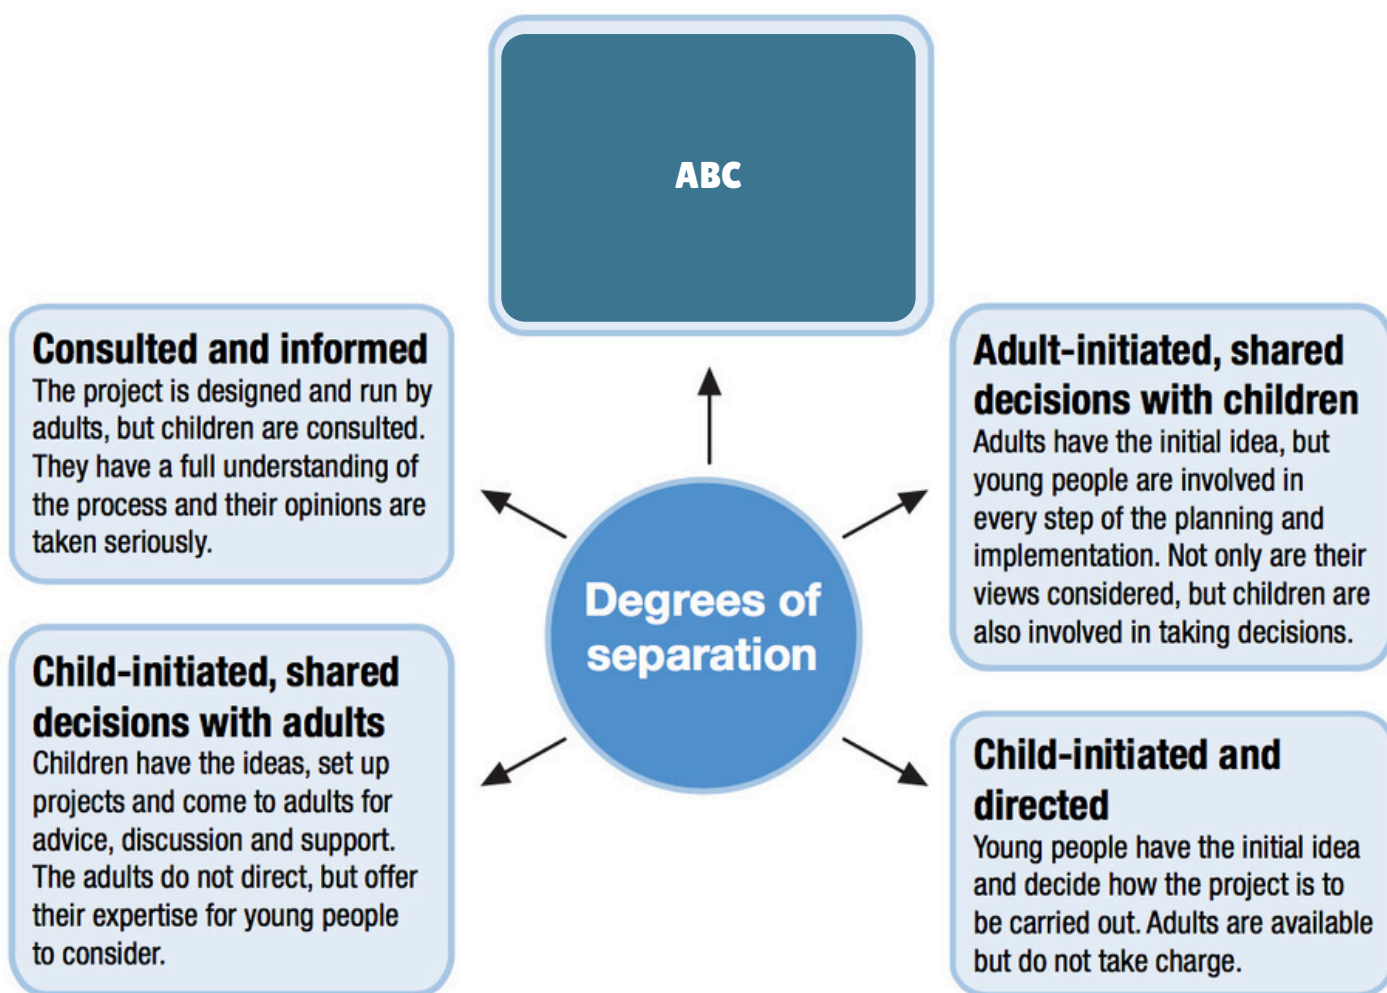 ABC
Consulted and informed
The project is designed and run by
adults, but children are consulted.
They have a full understanding of
the process and their opinions are
taken seriously.
Adult-initiated, shared
decisions with children
Adults have the initial idea, but
young people are involved in
every step of the planning and
implementation. Not only are their
views considered, but children are
also involved in taking decisions.
Degrees of
separation
Child-initiated, shared
decisions with adults
Children have the ideas, set up
projects and come to adults for
advice, discussion and support.
The adults do not direct, but offer
their expertise for young people
to consider.
Child-initiated and
directed
Young people have the initial idea
and decide how the project is to
be carried out. Adults are available
but do not take charge.